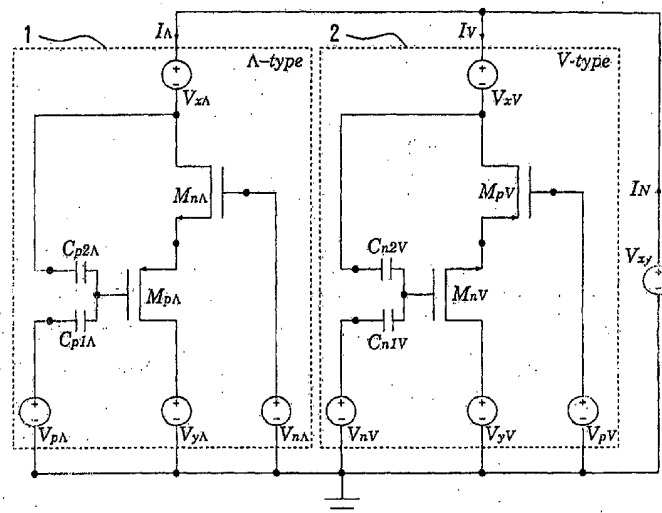 1
IΛ
2
IV
Λ-type
V-type
VxΛ
VxV
MnΛ
MpV
IN
Cp2Λ
Cn2V
Vxy
MpΛ
MnV
Cp1Λ
Cn1V
VpΛ
VyΛ
VnΛ
VnV
VyV
VpV